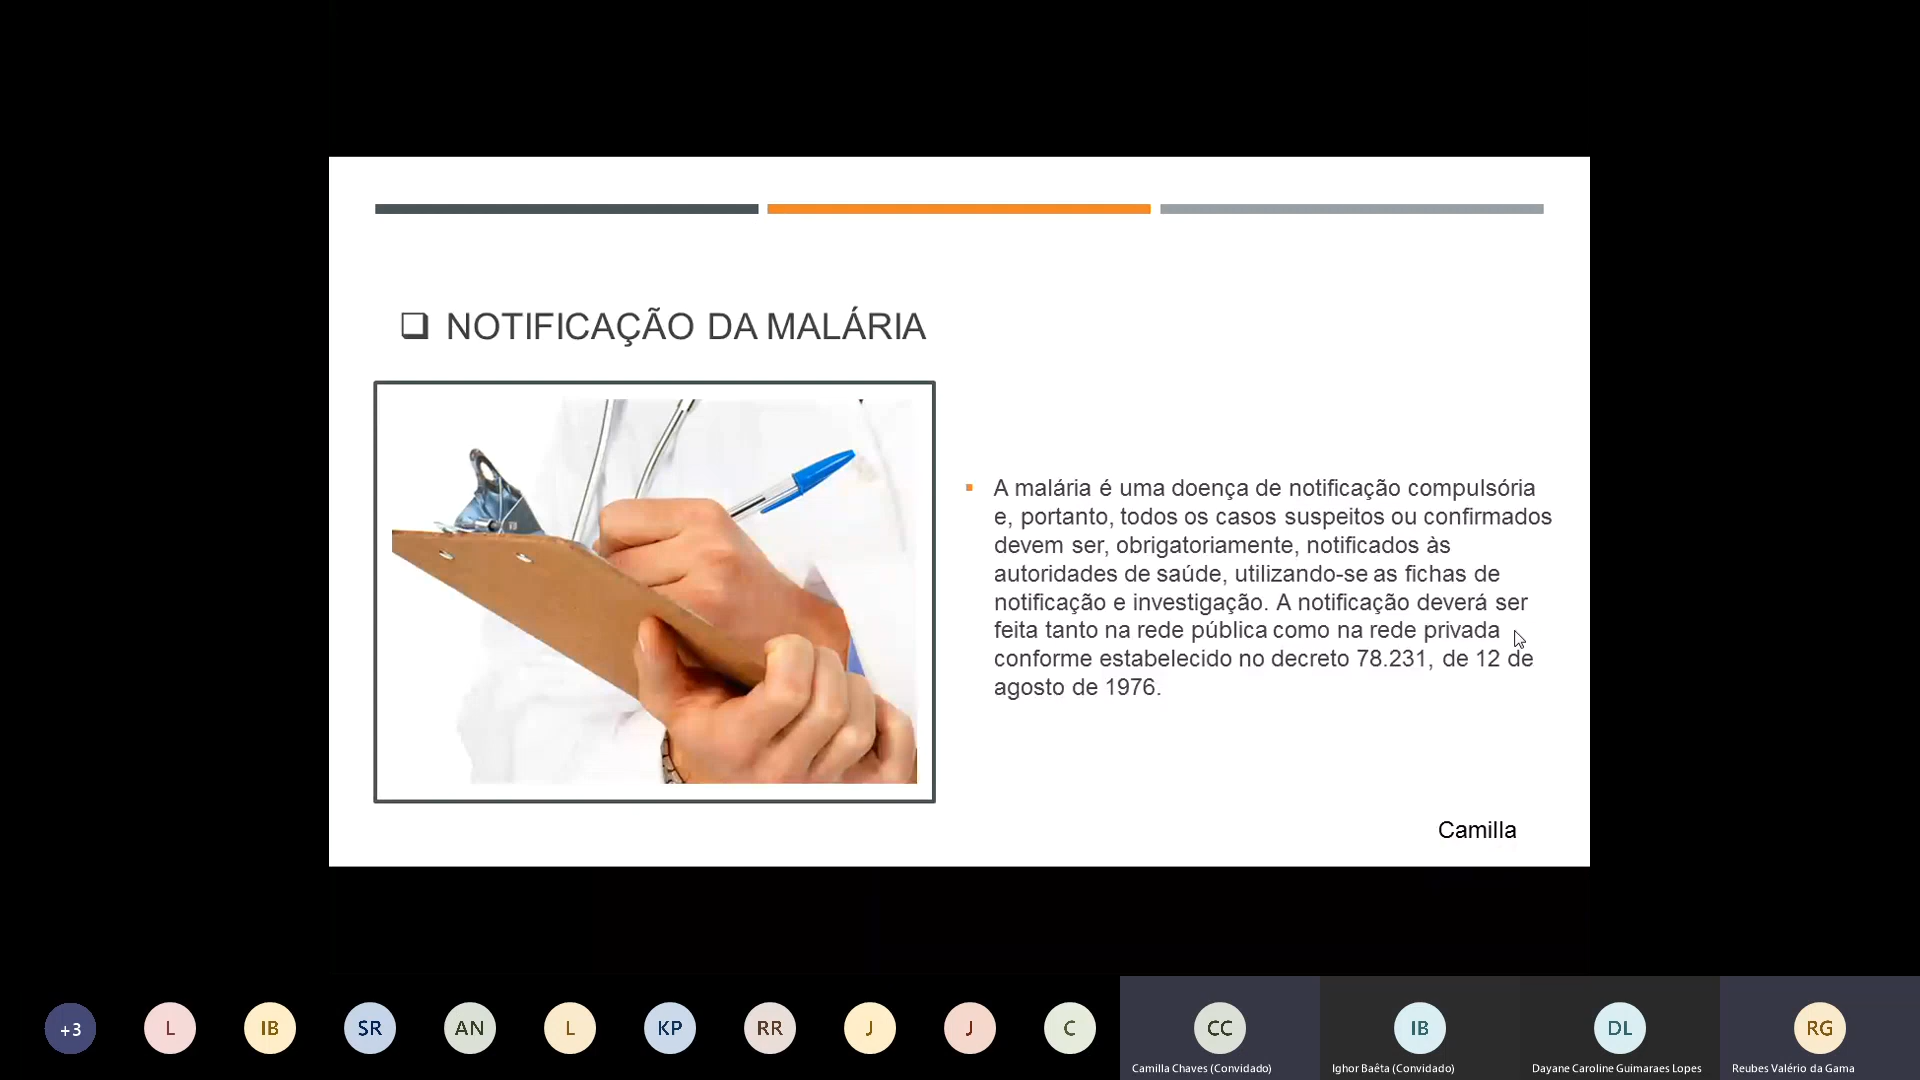 NOTIFICAÇÃO DA MALÁRIA
A malária é uma doença de notificação compulsória
e, portanto, todos os casos suspeitos ou confirmados
devem ser, obrigatoriamente, notificados às
autoridades de saúde, utilizando-se as fichas de
notificação e investigação. A notificação deverá ser
feita tanto na rede pública como na rede privada
conforme estabelecido no decreto 78.231, de 12 de
agosto de 1976.
Camilla
+3 L IB SR AN L KP RR J J C CC IB DL RG
Camilla Chaves (Convidado) Ighor Baêta (Convidado) Dayane Caroline Guimaraes Lopes Reubes Valério da Gama